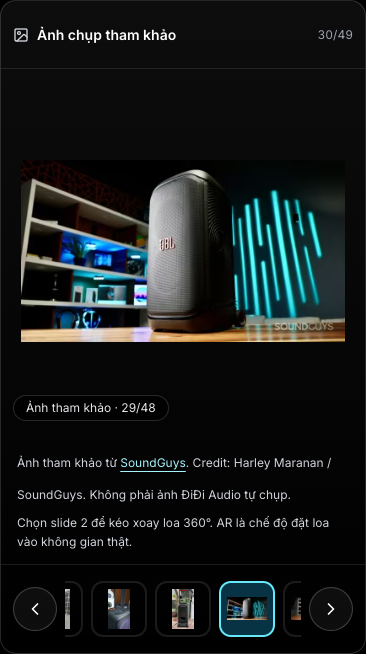 Ảnh chụp tham khảo
30/49
JBL
SOUNDGUYS
Ảnh tham khảo · 29/48
Ảnh tham khảo từ SoundGuys. Credit: Harley Maranan /
SoundGuys. Không phải ảnh ĐiĐi Audio tự chụp.
Chọn slide 2 để kéo xoay loa 360°. AR là chế độ đặt loa
vào không gian thật.